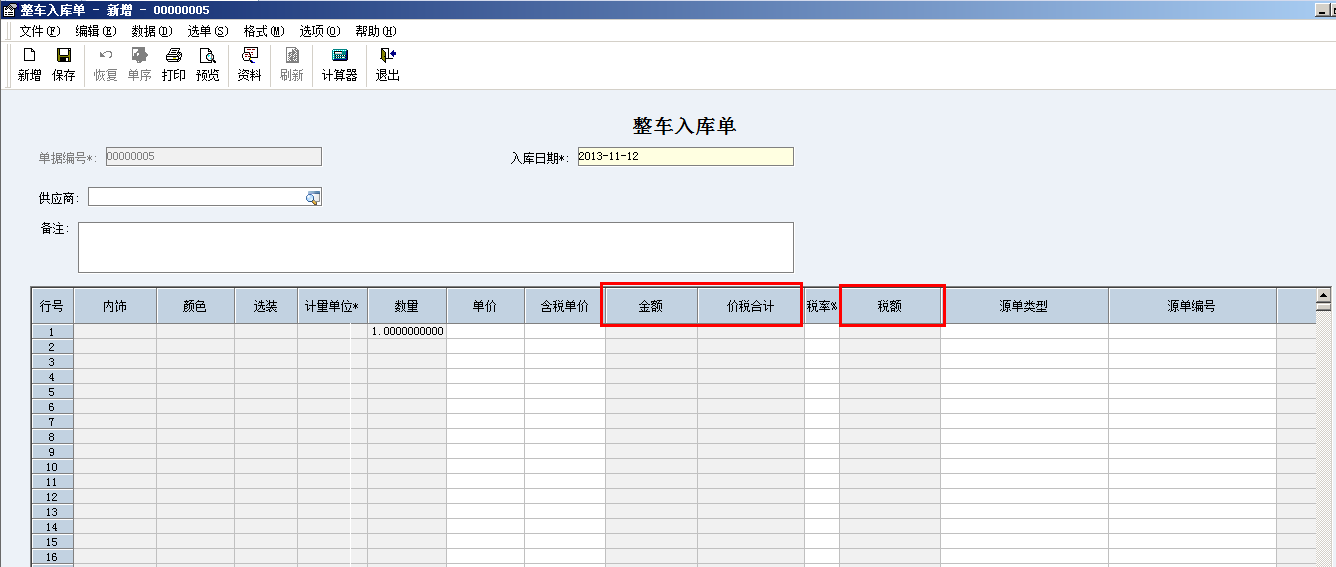 整车入库单 - 新增 - 00000005
文件(F) 编辑(E) 数据(D) 选单(S) 格式(M) 选项(O) 帮助(H)
新增 保存 恢复 单序 打印 预览 资料 刷新 计算器 退出
整车入库单
单据编号*: 00000005 入库日期*: 2013-11-12
供应商:
备注:
行号 内饰 颜色 选装 计量单位* 数量 单价 含税单价 金额 价税合计 税率% 税额 源单类型 源单编号
1 1.0000000000
2
3
4
5
6
7
8
9
10
11
12
13
14
15
16